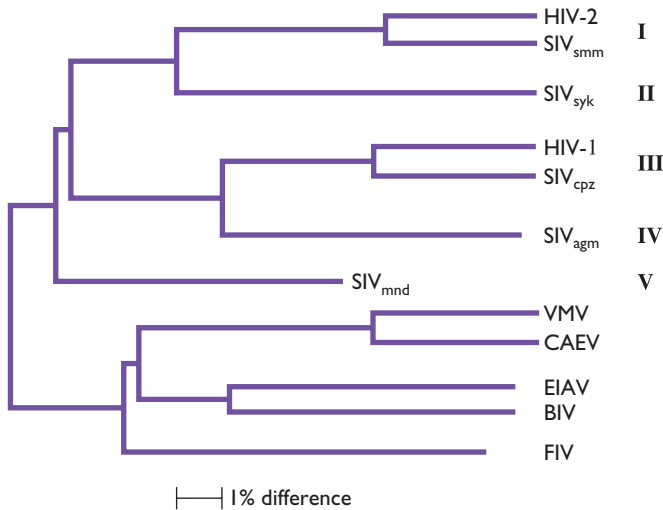 HIV-2
I
SIVsmm
SIVsyk II
HIV-1
III
SIVcpz
SIVagm IV
SIVmnd V
VMV
CAEV
EIAV
BIV
FIV
1% difference